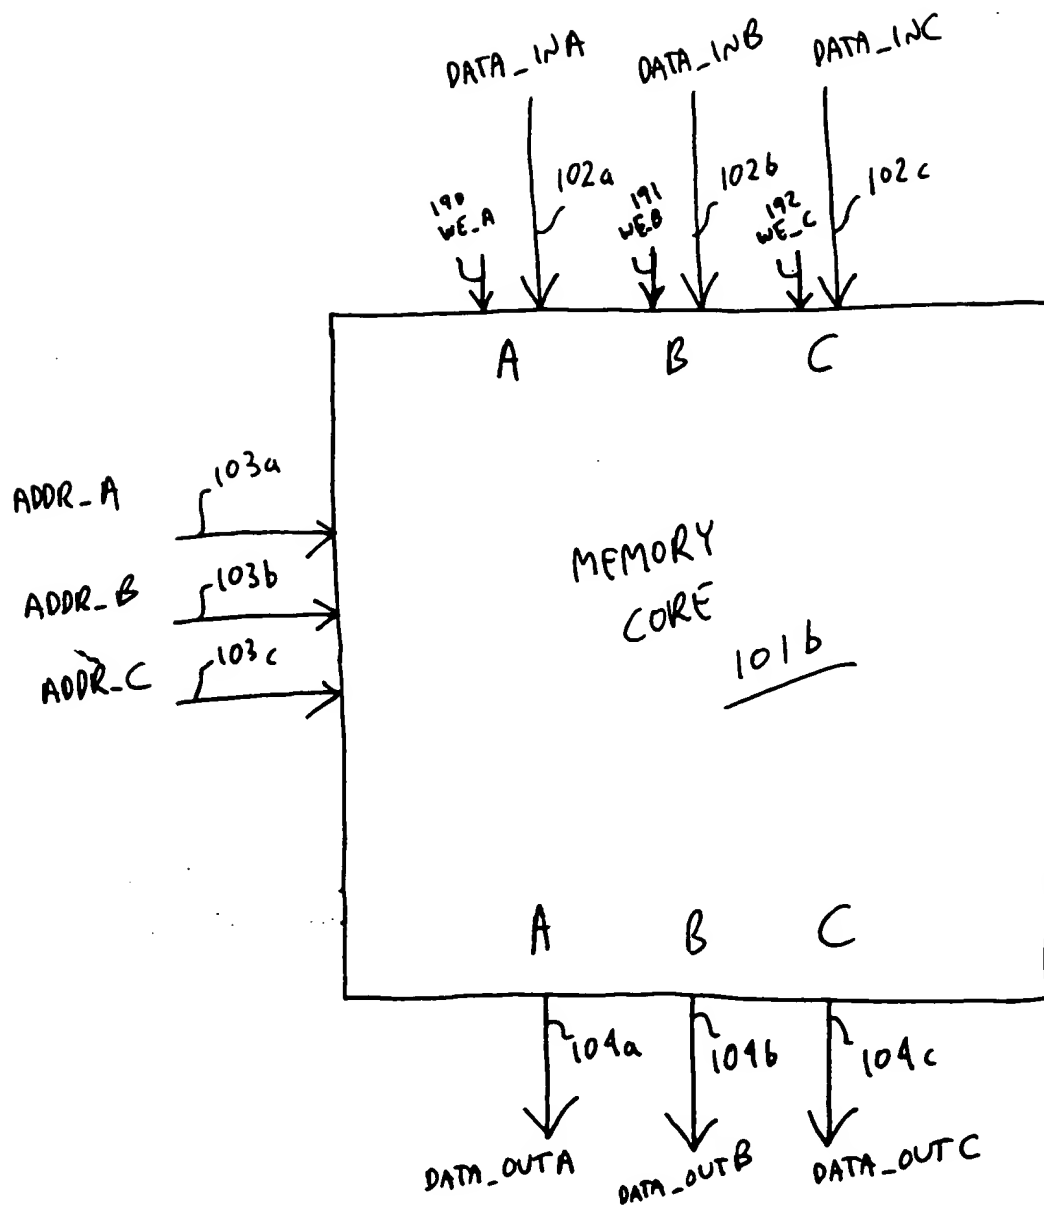 DATA_INA
DATA_INB
DATA_INC
102a
102b
102c
190
WE_A
191
WE_B
192
WE_C
A
B
C
ADDR_A
103a
ADDR_B
103b
ADDR_C
103c
MEMORY
CORE
101b
A
B
C
104a
104b
104c
DATA_OUTA
DATA_OUTB
DATA_OUTC